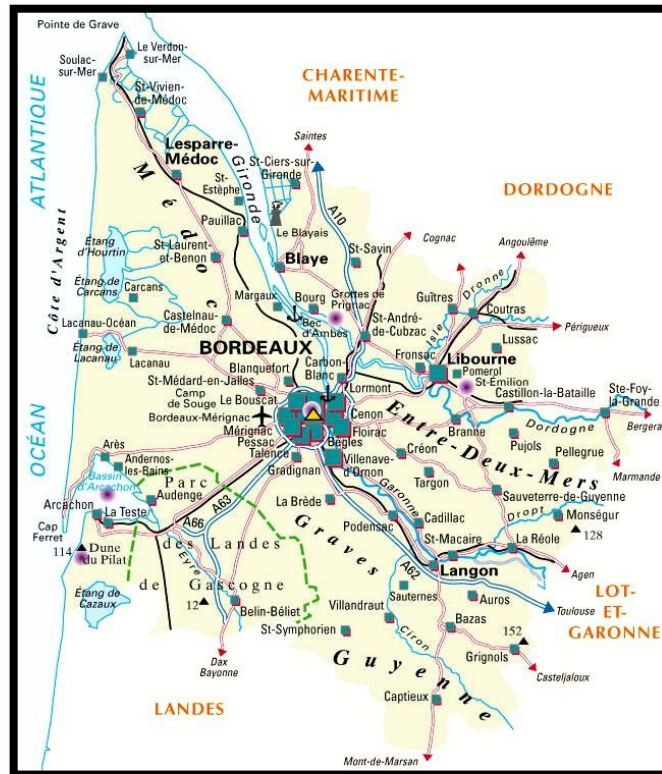 Pointe de Grave
Le Verdon-
sur-Mer
Soulac-
sur-Mer
St-Vivien-
de-Médoc
CHARENTE-
MARITIME
ATLANTIQUE
Lesparre-
Médoc
Gironde
Saintes
St-Ciers-sur-
Gironde
St-
Estèphe
DORDOGNE
Médoc
A10
Pauillac
Le Blayais
Cognac
Angoulême
Étang
d'Hourtin
St-Laurent-
et-Benon
Blaye
St-Savin
Côte d'Argent
Étang de
Carcans
Carcans
Margaux
Bourg
Grottes de
Prignac
Guîtres
Dronne
Coutras
Périgueux
Castelnau-
de-Médoc
Bec
d'Ambès
St-André-
de-Cubzac
Isle
Lussac
Lacanau-Océan
BORDEAUX
Fronsac
Libourne
Étang de
Lacanau
Lacanau
Blanquefort
Carbon-
Blanc
Pomerol
St-Émilion
St-Médard-en-Jalles
Lormont
Castillon-la-Bataille
Ste-Foy-
la-Grande
Camp
de Souge
Le Bouscat
Bordeaux-Mérignac
Cenon
Bergera
Mérignac
Floirac
Branne
Dordogne
OCÉAN
Pessac
Bègles
Entre-Deux-Mers
Pujols
Arès
Talence
Villenave-
d'Ornon
Créon
Pellegrue
Andernos-
les-Bains
Gradignan
Targon
Marmande
Bassin
d'Arcachon
Parc
Audenge
La Brède
Garonne
Sauveterre-de-Guyenne
Arcachon
La Teste
A66
A63
Podensac
Cadillac
Dropt
Monségur
Cap
Ferret
114
Dune
du Pilat
des Landes
Graves
St-Macaire
La Réole
128
Eyre
A62
Langon
Agen
de Gascogne
Étang de
Cazaux
12
Belin-Béliet
Sauternes
Auros
Toulouse
LOT-
ET-
GARONNE
Villandraut
St-Symphorien
Bazas
152
Ciron
Grignols
Dax
Bayonne
Guyenne
Casteljaloux
LANDES
Captieux
Mont-de-Marsan